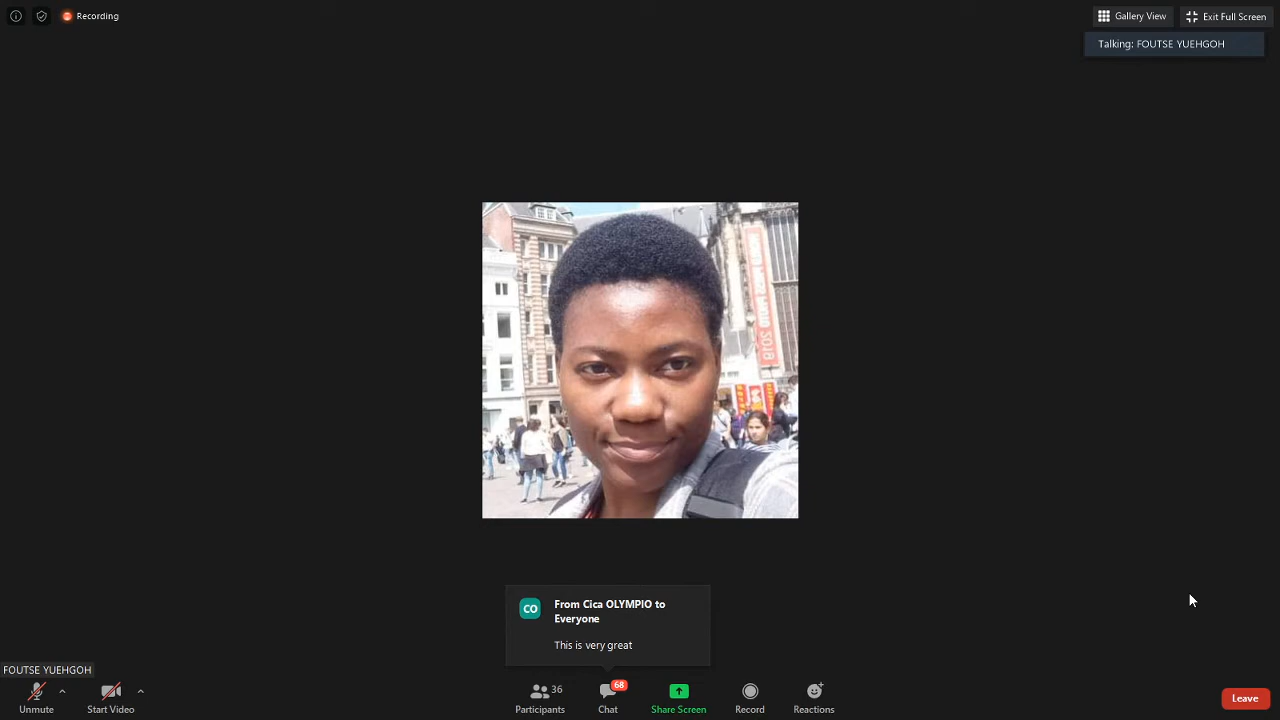 Recording
Gallery View
Exit Full Screen
Talking: FOUTSE YUEHGOH
2018
CO
From Cica OLYMPIO to
Everyone
This is very great
FOUTSE YUEHGOH
36
68
Unmute
Start Video
Participants
Chat
Share Screen
Record
Reactions
Leave